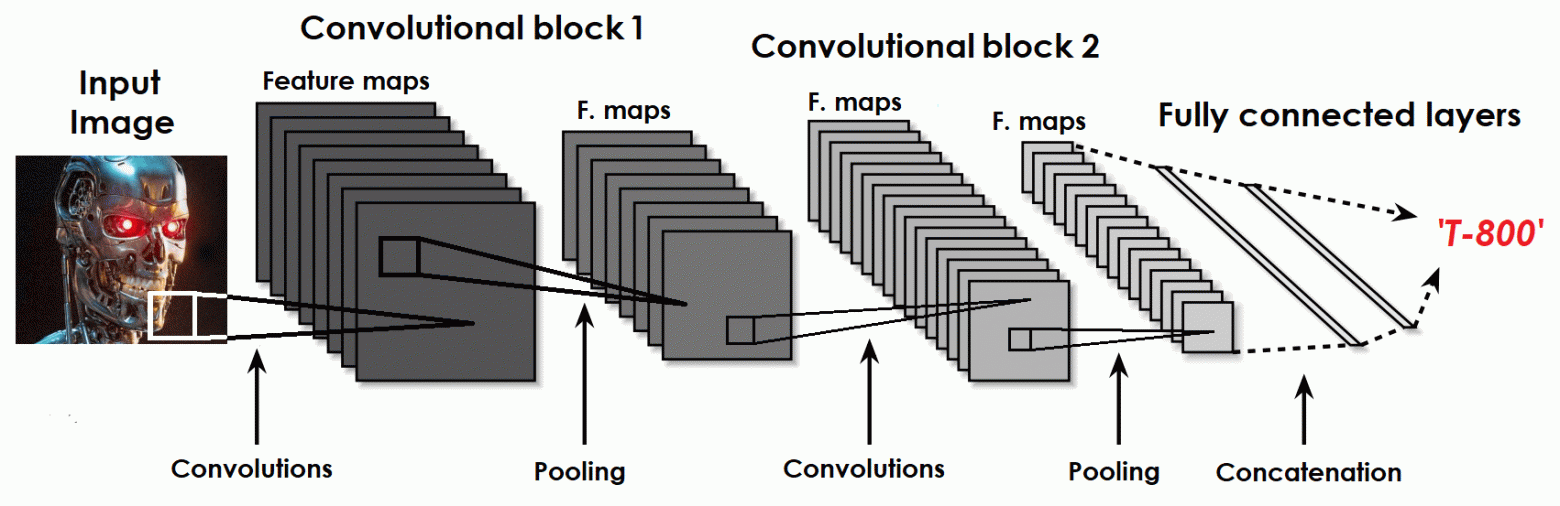 Convolutional block 1
Convolutional block 2
Input
Image
Feature maps
F. maps
F. maps
F. maps
Fully connected layers
'T-800'
Convolutions
Pooling
Convolutions
Pooling
Concatenation